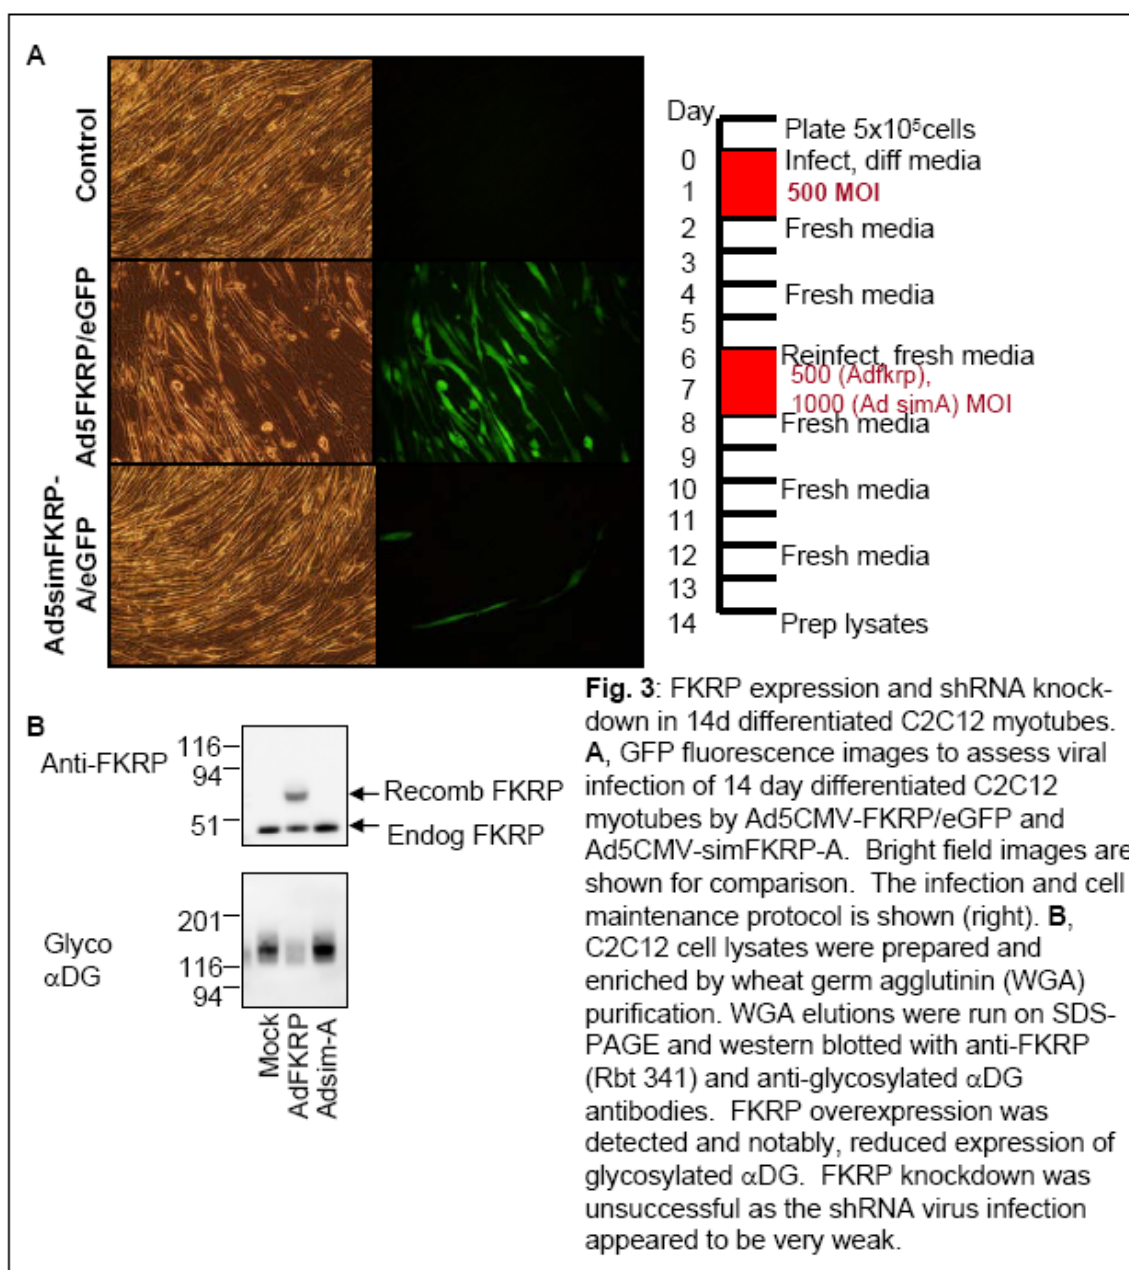 A
Control
Ad5FKRP/eGFP
Ad5simFKRP-
A/eGFP
Day
Plate 5x10⁵cells
0 Infect, diff media
1 500 MOI
2 Fresh media
3
4 Fresh media
5
6 Reinfect, fresh media
500 (Adfkrp),
7
1000 (Ad simA) MOI
8 Fresh media
9
10 Fresh media
11
12 Fresh media
13
14 Prep lysates
B
Anti-FKRP
116
94
51
Recomb FKRP
Endog FKRP
Glyco
αDG
201
116
94
Mock
AdFKRP
Adsim-A
Fig. 3: FKRP expression and shRNA knock-
down in 14d differentiated C2C12 myotubes.
A, GFP fluorescence images to assess viral
infection of 14 day differentiated C2C12
myotubes by Ad5CMV-FKRP/eGFP and
Ad5CMV-simFKRP-A. Bright field images are
shown for comparison. The infection and cell
maintenance protocol is shown (right). B,
C2C12 cell lysates were prepared and
enriched by wheat germ agglutinin (WGA)
purification. WGA elutions were run on SDS-
PAGE and western blotted with anti-FKRP
(Rbt 341) and anti-glycosylated αDG
antibodies. FKRP overexpression was
detected and notably, reduced expression of
glycosylated αDG. FKRP knockdown was
unsuccessful as the shRNA virus infection
appeared to be very weak.